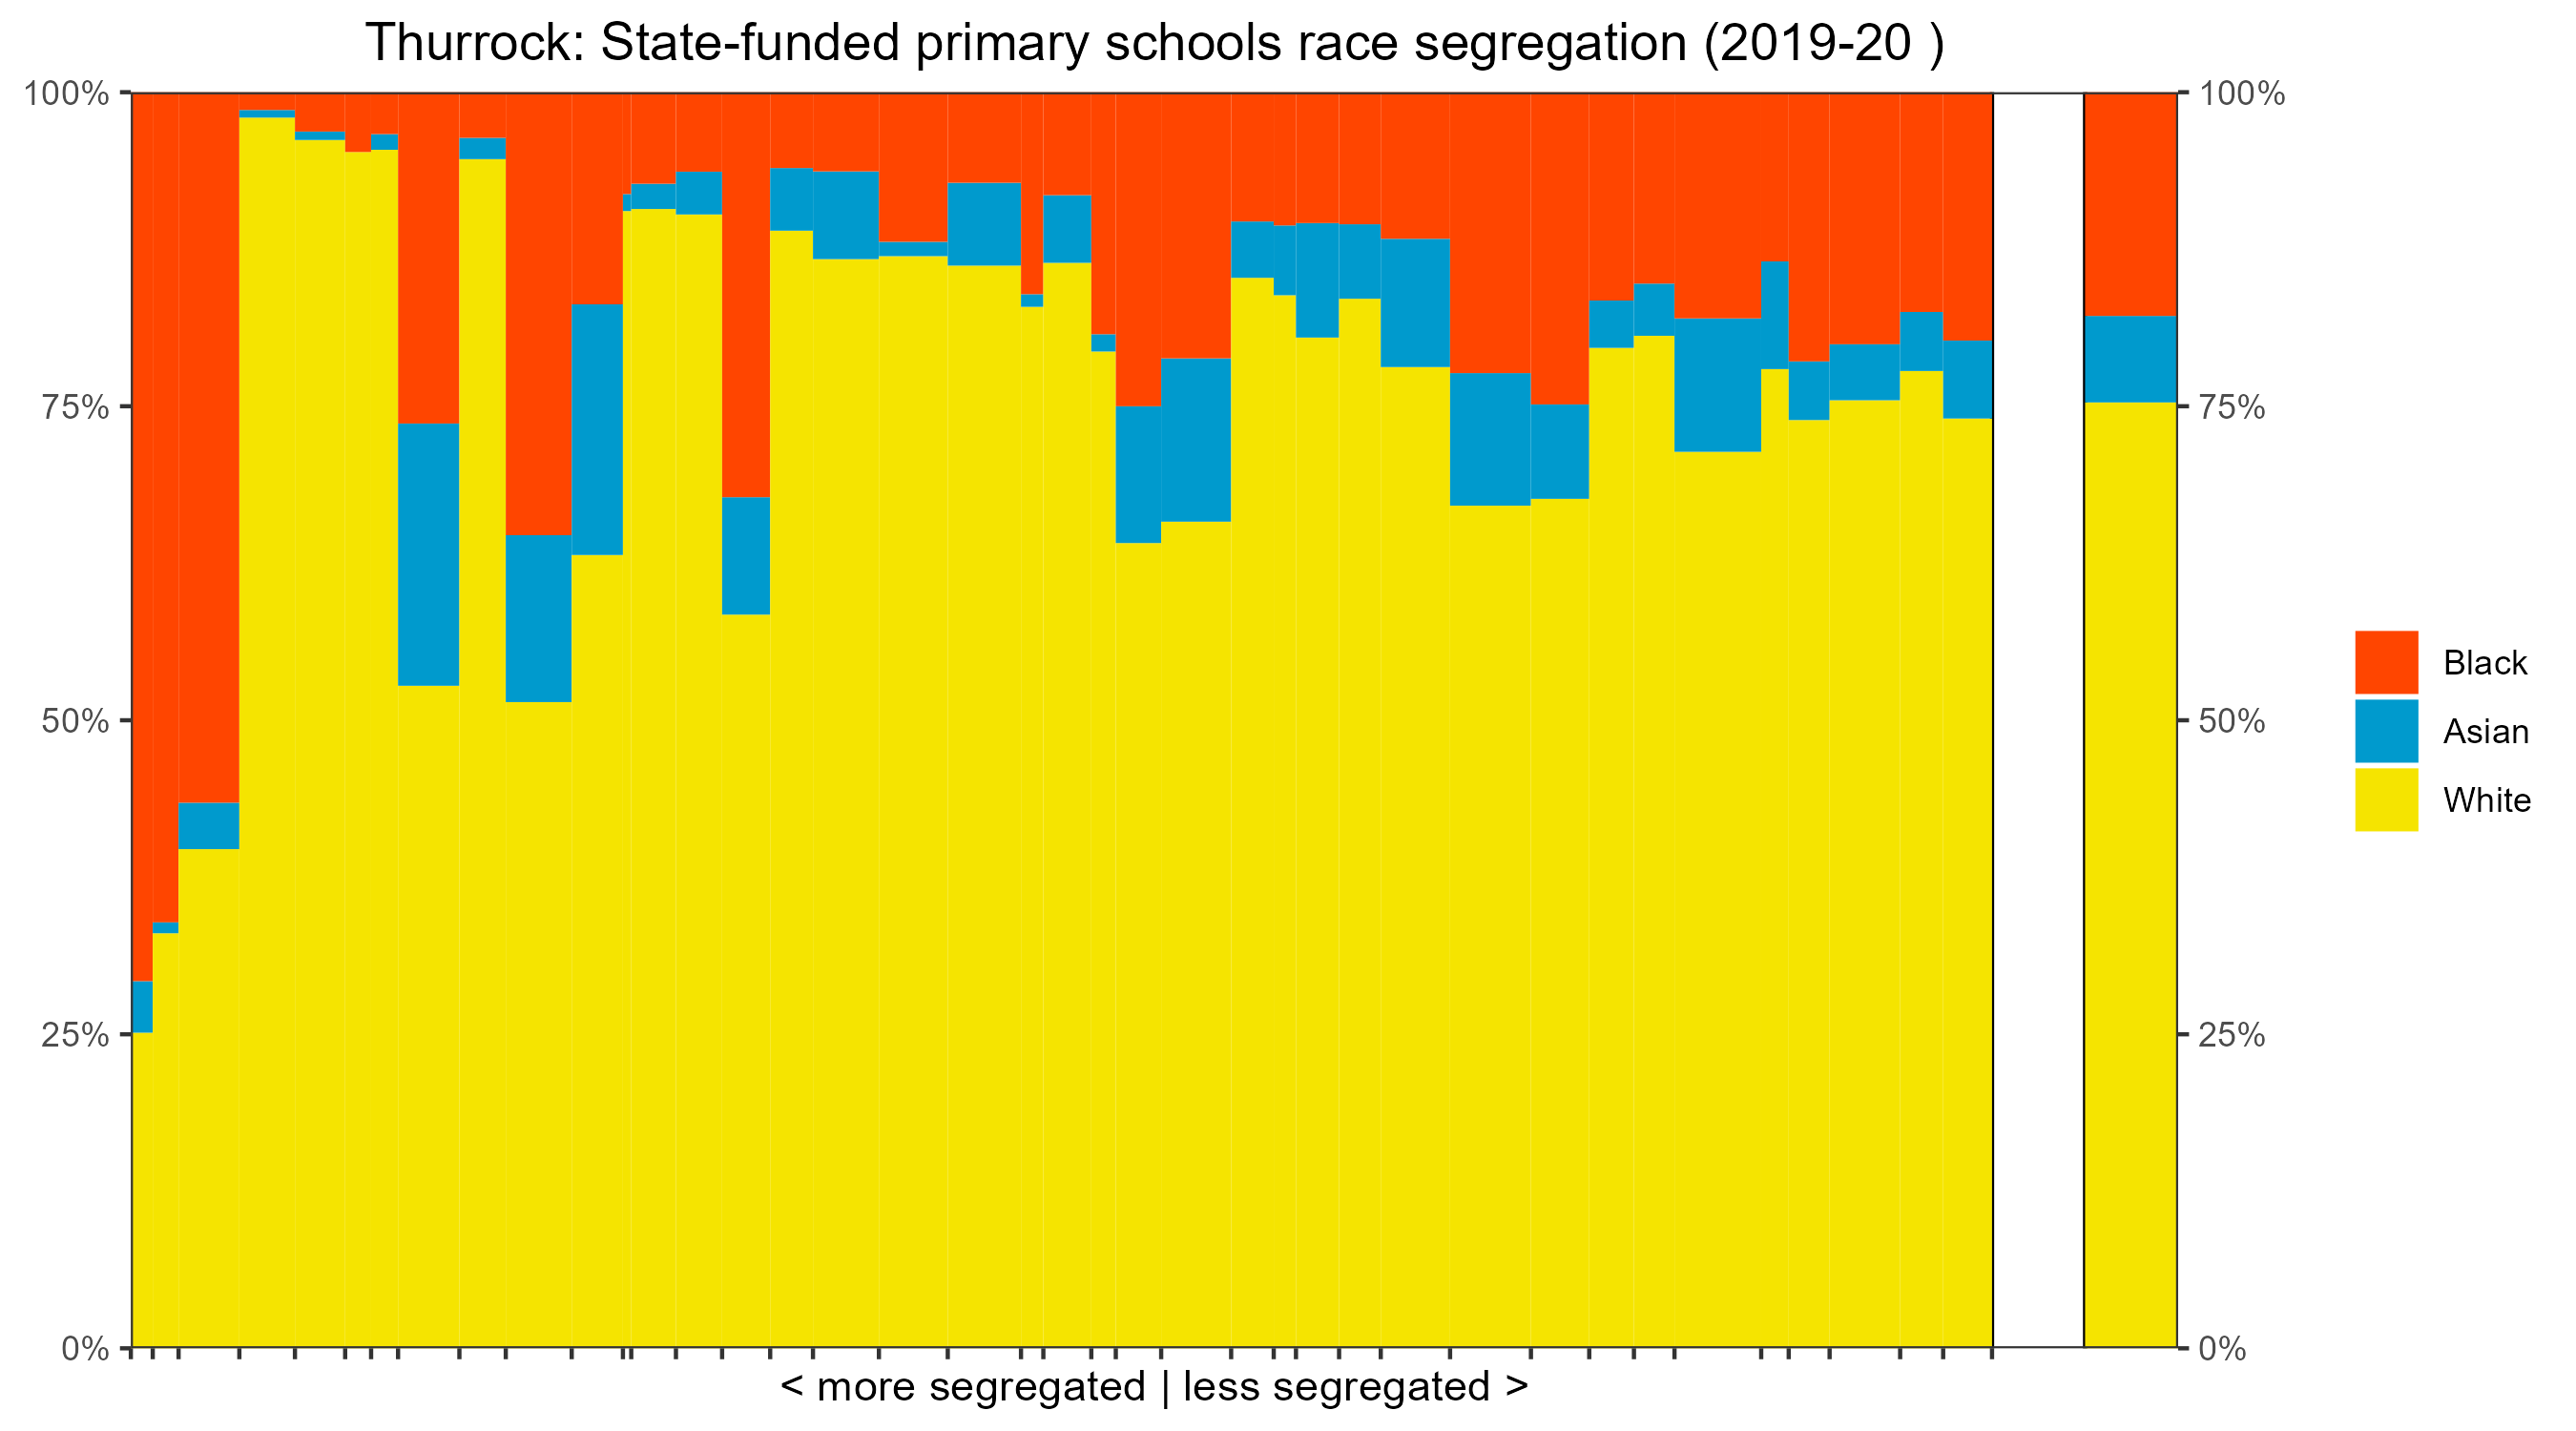 Thurrock: State-funded primary schools race segregation (2019-20 )
100%
100%
75%
75%
50%
50%
25%
25%
0%
0%
Black
Asian
White
< more segregated | less segregated >